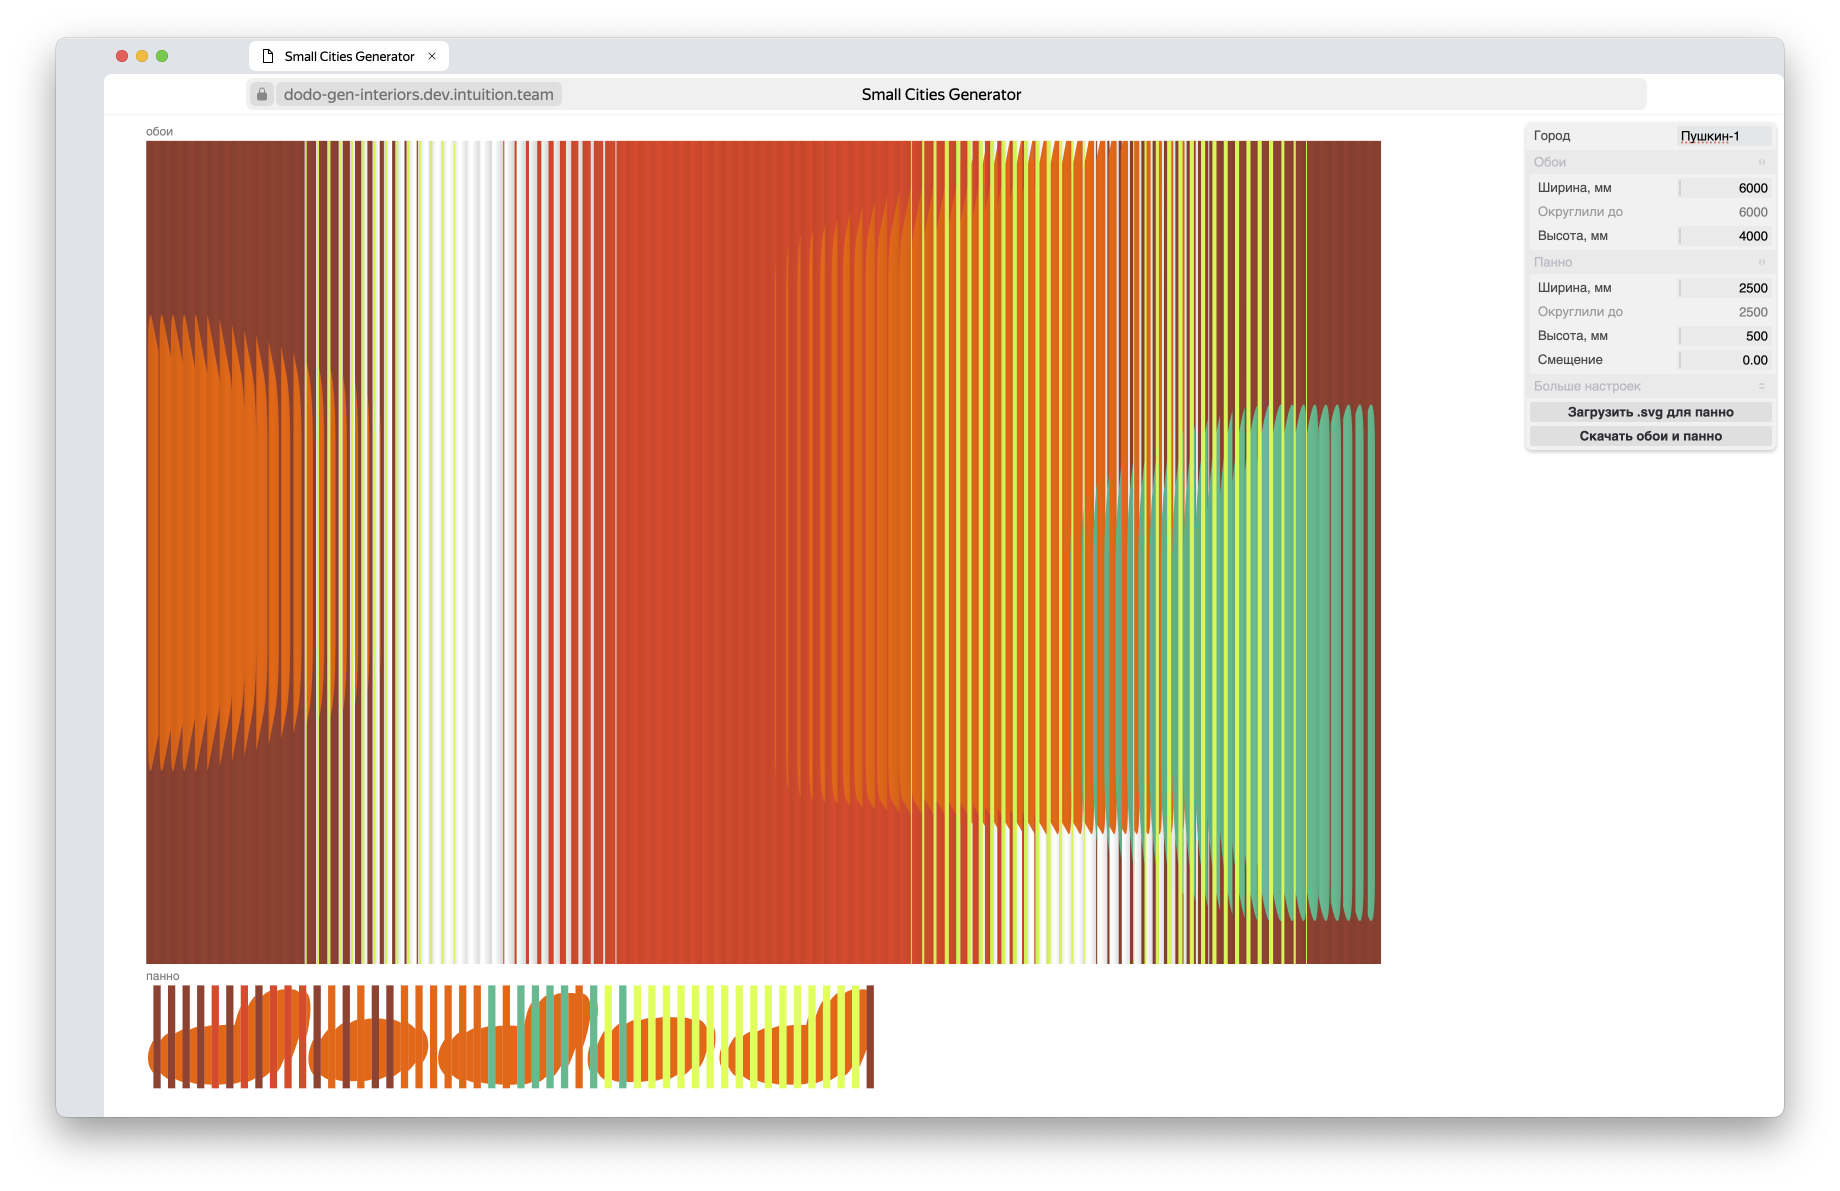 Small Cities Generator
dodo-gen-interiors.dev.intuition.team
Small Cities Generator
обои
Город Пушкин-1
Обои
Ширина, мм 6000
Округлили до 6000
Высота, мм 4000
Панно
Ширина, мм 2500
Округлили до 2500
Высота, мм 500
Смещение 0.00
Больше настроек
Загрузить .svg для панно
Скачать обои и панно
панно